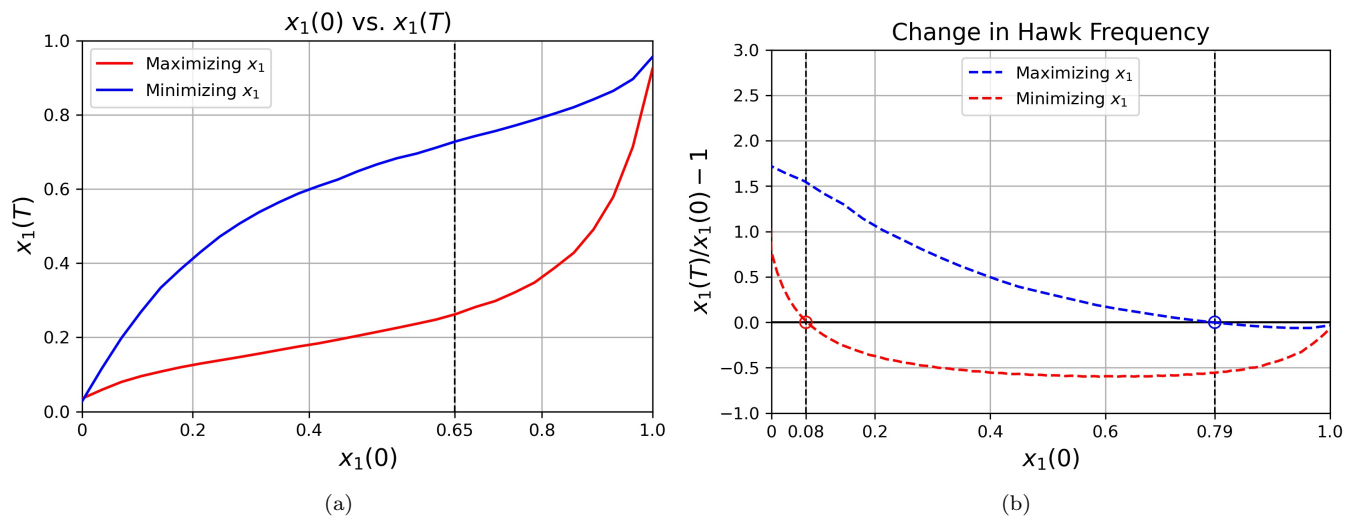 x₁(0) vs. x₁(T)
1.0
0.8
0.6
0.4
0.2
0.0
x₁(T)
Maximizing x₁
Minimizing x₁
0 0.2 0.4 0.65 0.8 1.0
x₁(0)
(a)
Change in Hawk Frequency
3.0
2.5
2.0
1.5
1.0
0.5
0.0
−0.5
−1.0
x₁(T)/x₁(0) − 1
Maximizing x₁
Minimizing x₁
0 0.08 0.2 0.4 0.6 0.79 1.0
x₁(0)
(b)